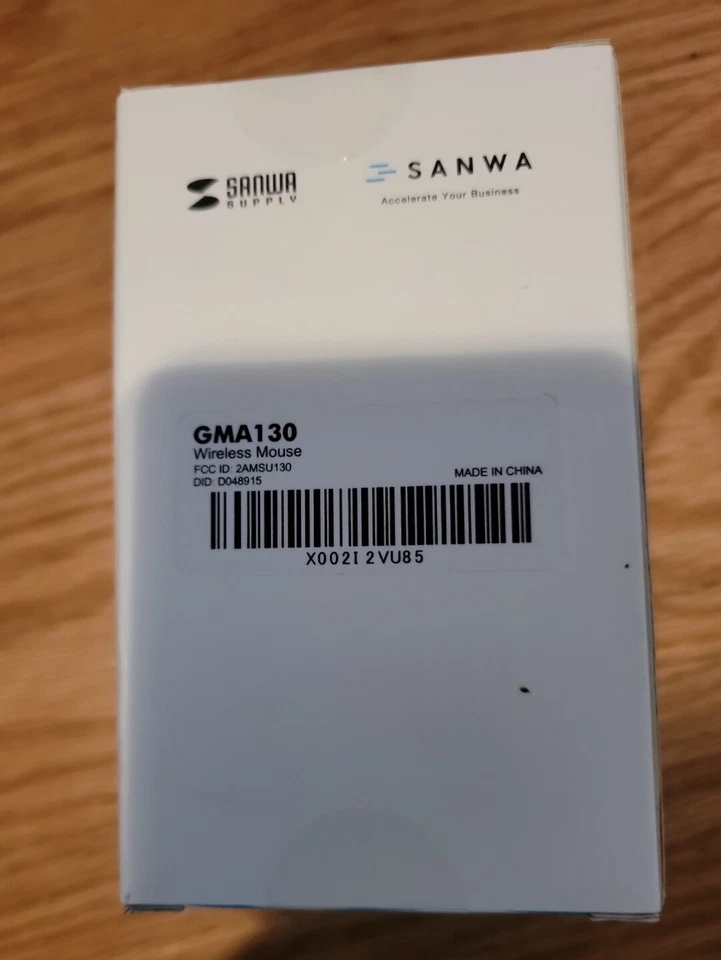 SANWA
SUPPLY
SANWA
Accelerate Your Business
GMA130
Wireless Mouse
FCC ID: 2AMSU130
DID: D048915
MADE IN CHINA
X002I2VU85